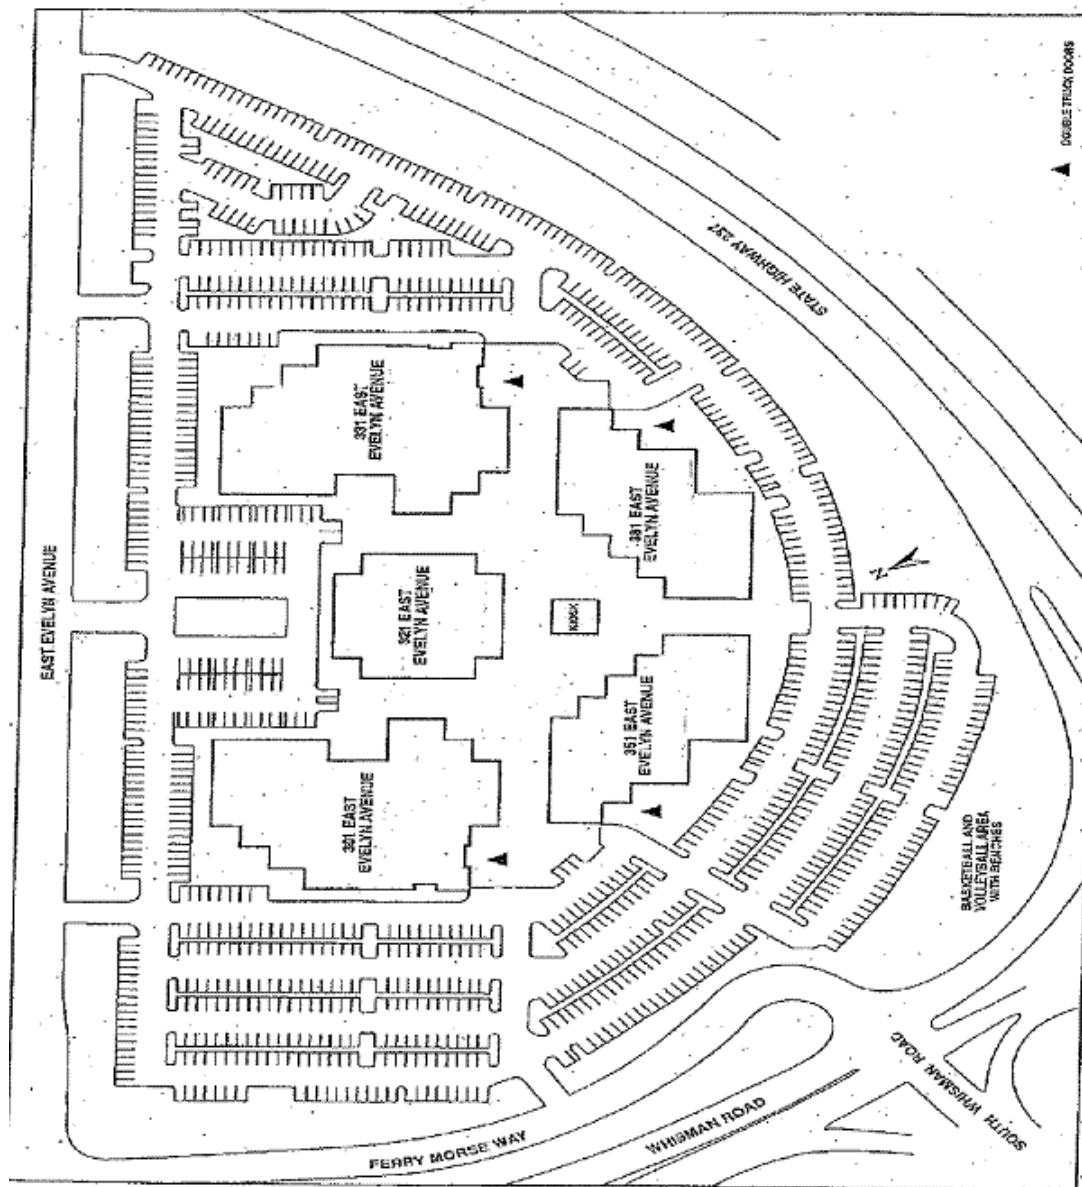 DOUBLE TRUCK DOORS
STATE HIGHWAY 237
331 EAST
EVELYN AVENUE
381 EAST
EVELYN AVENUE
N
EAST EVELYN AVENUE
321 EAST
EVELYN AVENUE
KIOSK
351 EAST
EVELYN AVENUE
301 EAST
EVELYN AVENUE
BASKETBALL AND
VOLLEYBALL AREA
WITH BEACHES
SOUTH WHISMAN ROAD
WHISMAN ROAD
FERRY MORSE WAY